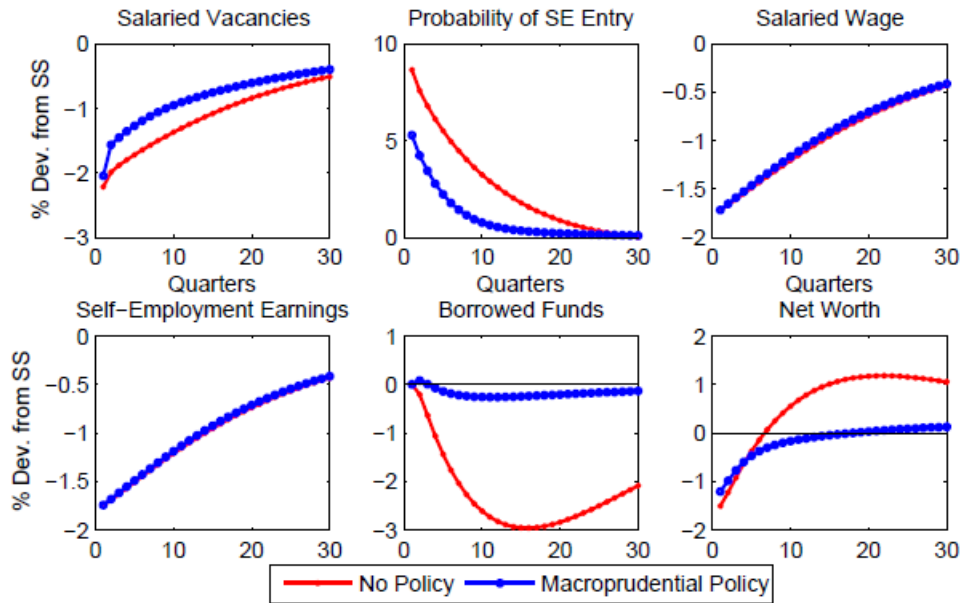 Salaried Vacancies
Probability of SE Entry
Salaried Wage
% Dev. from SS
0
−1
−2
−3
10
5
0
−0.5
−1
−1.5
−2
0 10 20 30
0 10 20 30
0 10 20 30
Quarters
Quarters
Quarters
Self−Employment Earnings
Borrowed Funds
Net Worth
% Dev. from SS
0
−0.5
−1
−1.5
−2
1
0
−1
−2
−3
2
1
0
−1
−2
0 10 20 30
0 10 20 30
0 10 20 30
No Policy Macroprudential Policy